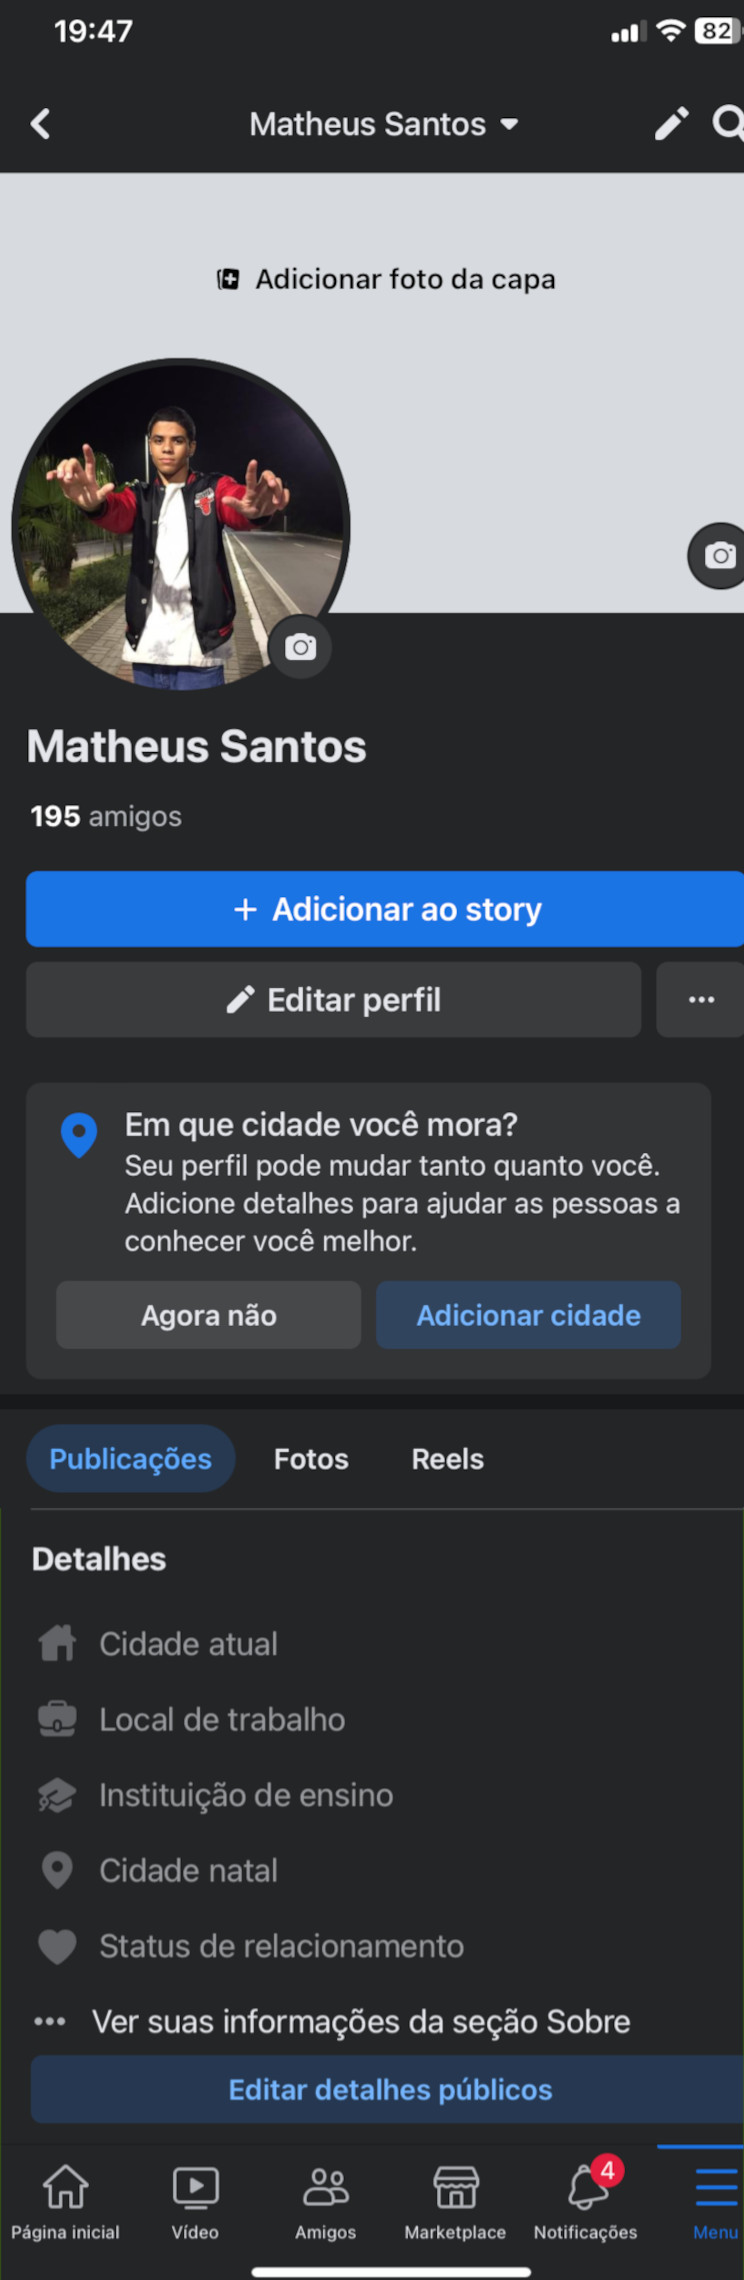 19:47
82
Matheus Santos
Adicionar foto da capa
Matheus Santos
195 amigos
+ Adicionar ao story
Editar perfil
Em que cidade você mora?
Seu perfil pode mudar tanto quanto você.
Adicione detalhes para ajudar as pessoas a
conhecer você melhor.
Agora não
Adicionar cidade
Publicações
Fotos
Reels
Detalhes
Cidade atual
Local de trabalho
Instituição de ensino
Cidade natal
Status de relacionamento
Ver suas informações da seção Sobre
Editar detalhes públicos
4
Página inicial
Vídeo
Amigos
Marketplace
Notificações
Menu